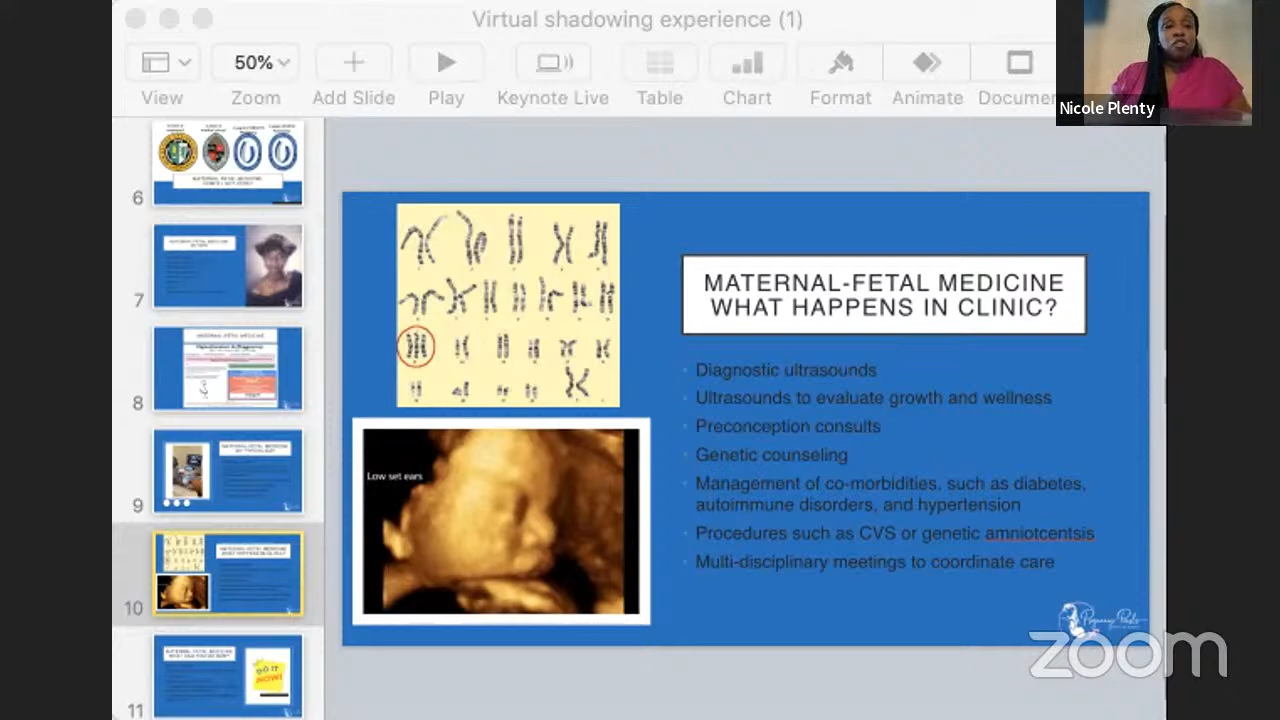 Virtual shadowing experience (1)
50%
View
Zoom
Add Slide
Play
Keynote Live
Table
Chart
Format
Animate
Documen
Nicole Plenty
6
7
8
9
10
11
MATERNAL-FETAL MEDICINE
WHAT HAPPENS IN CLINIC?
Low set ears
Diagnostic ultrasounds
Ultrasounds to evaluate growth and wellness
Preconception consults
Genetic counseling
Management of co-morbidities, such as diabetes,
autoimmune disorders, and hypertension
Procedures such as CVS or genetic amniotcentsis
Multi-disciplinary meetings to coordinate care
DO IT
NOW!
zoom